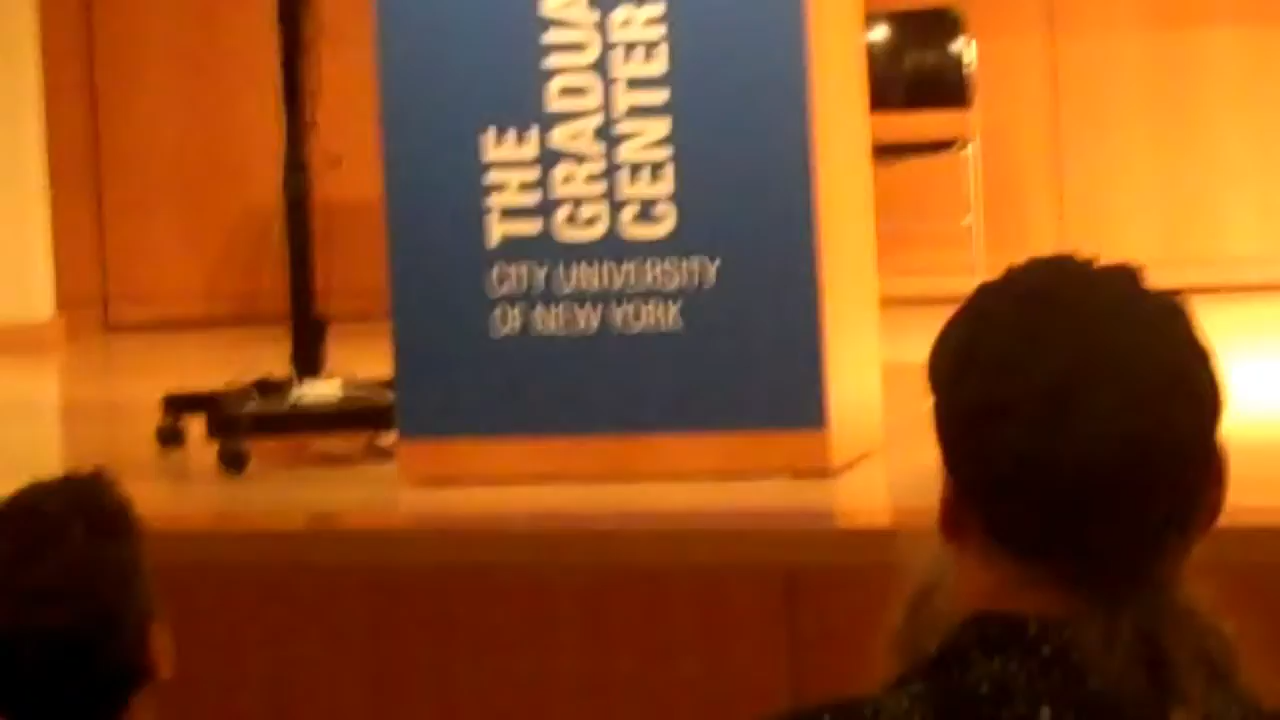 THE
GRADUA
CENTER
CITY UNIVERSITY
OF NEW YORK